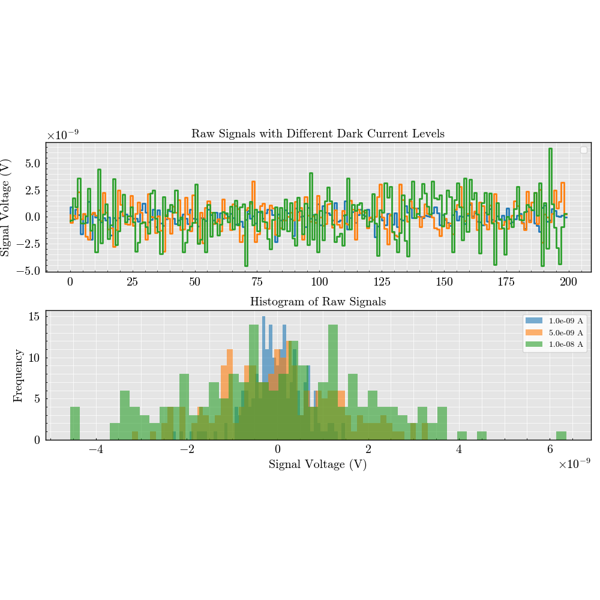 Raw Signals with Different Dark Current Levels
×10⁻⁹
Signal Voltage (V)
5.0
2.5
0.0
−2.5
−5.0
0 25 50 75 100 125 150 175 200
Histogram of Raw Signals
Frequency
15
10
5
0
1.0e-09 A
5.0e-09 A
1.0e-08 A
−4 −2 0 2 4 6
Signal Voltage (V)
×10⁻⁹